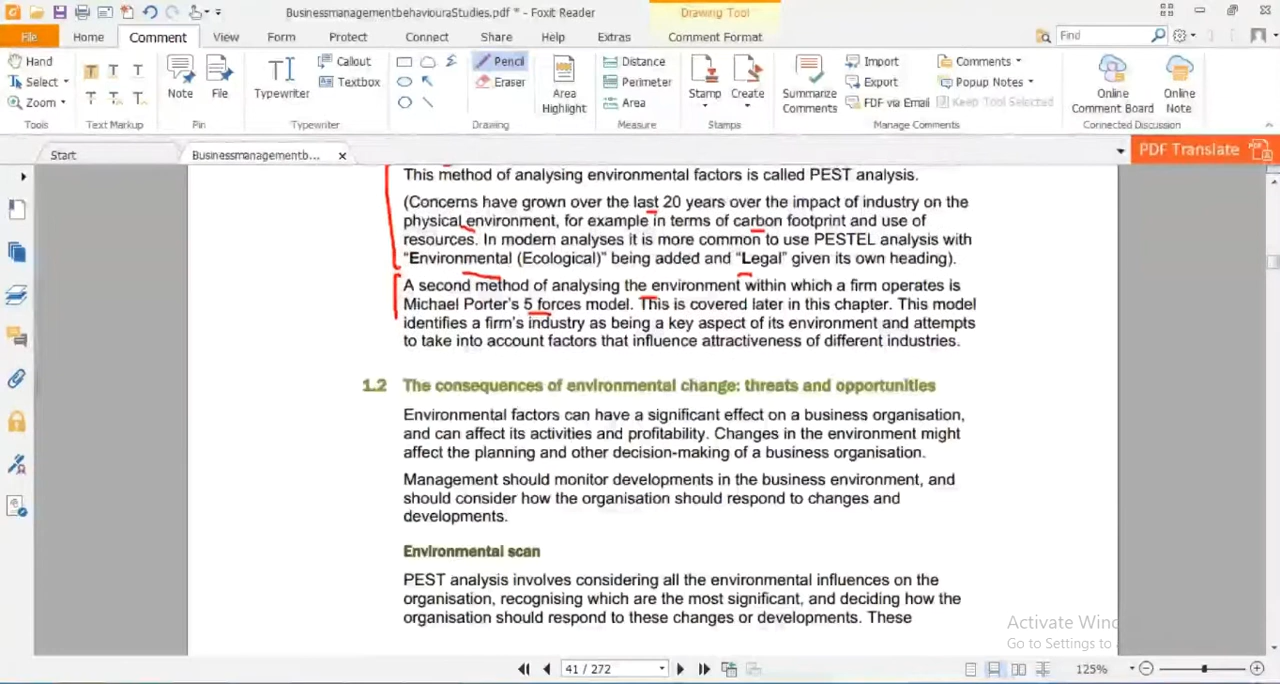 BusinessmanagementbehaviouraStudies.pdf * - Foxit Reader
Drawing Tool
File Home Comment View Form Protect Connect Share Help Extras Comment Format
Find
Hand
Select
Zoom
Tools
Text Markup
Note
File
Pin
Typewriter
Callout
Textbox
Typewriter
Pencil
Eraser
Drawing
Area
Highlight
Distance
Perimeter
Area
Measure
Stamp
Create
Stamps
Summarize
Comments
Import
Export
FDF via Email
Comments
Popup Notes
Keep Tool Selected
Manage Comments
Online
Comment Board
Online
Note
Connected Discussion
Start
Businessmanagementb...
PDF Translate
This method of analysing environmental factors is called PEST analysis.
(Concerns have grown over the last 20 years over the impact of industry on the
physical environment, for example in terms of carbon footprint and use of
resources. In modern analyses it is more common to use PESTEL analysis with
“Environmental (Ecological)” being added and “Legal” given its own heading).
A second method of analysing the environment within which a firm operates is
Michael Porter’s 5 forces model. This is covered later in this chapter. This model
identifies a firm’s industry as being a key aspect of its environment and attempts
to take into account factors that influence attractiveness of different industries.
1.2 The consequences of environmental change: threats and opportunities
Environmental factors can have a significant effect on a business organisation,
and can affect its activities and profitability. Changes in the environment might
affect the planning and other decision-making of a business organisation.
Management should monitor developments in the business environment, and
should consider how the organisation should respond to changes and
developments.
Environmental scan
PEST analysis involves considering all the environmental influences on the
organisation, recognising which are the most significant, and deciding how the
organisation should respond to these changes or developments. These
Activate Winc
Go to Settings to
41 / 272
125%